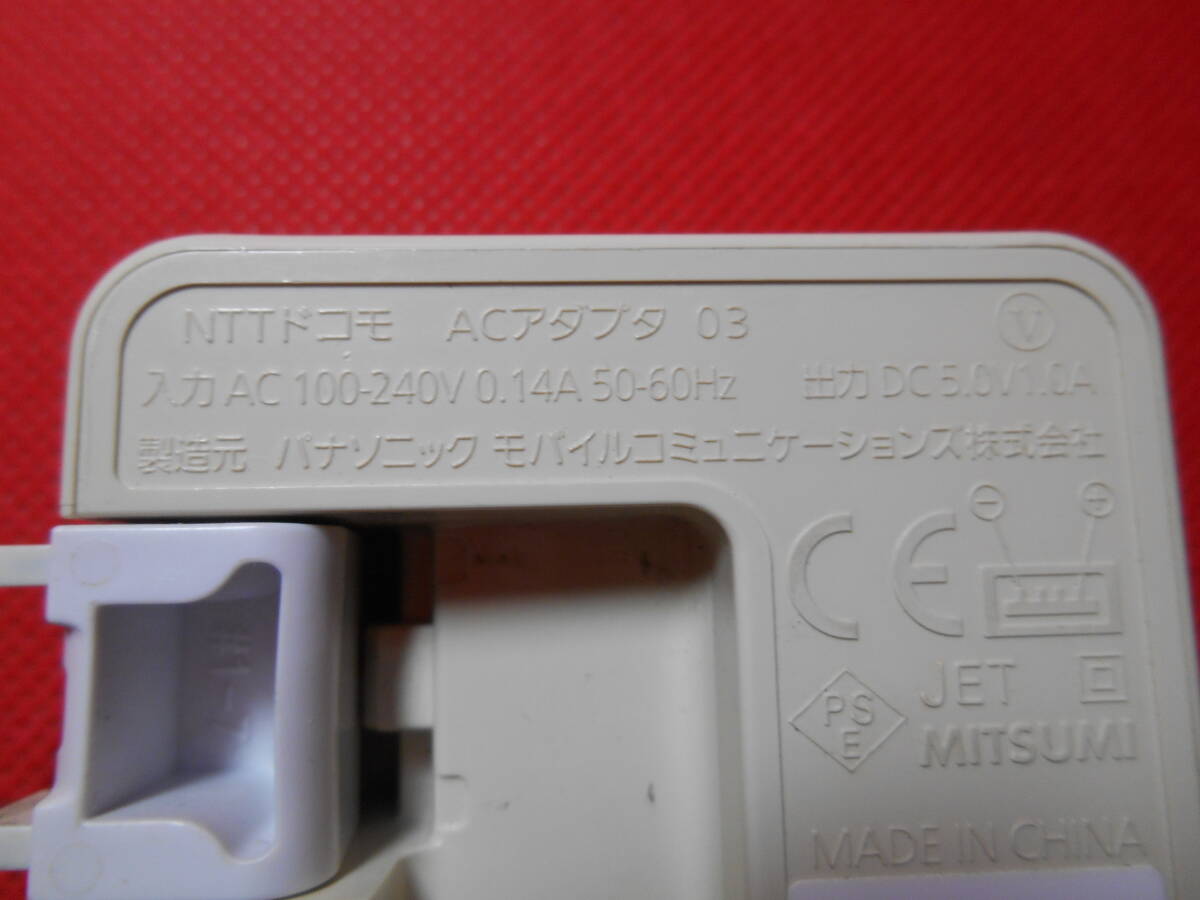 NTTドコモ ACアダプタ 03 V
入力 AC 100-240V 0.14A 50-60Hz 出力 DC 5.0V1.0A
製造元 パナソニック モバイルコミュニケーションズ株式会社
CE
JET
PSE
MITSUMI
MADE IN CHINA